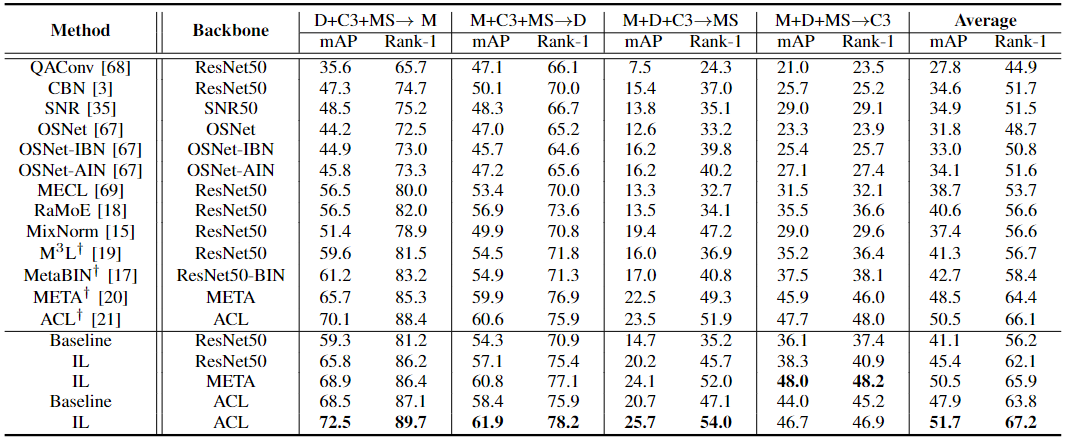 Method Backbone D+C3+MS→ M M+C3+MS→D M+D+C3→MS M+D+MS→C3 Average
mAP Rank-1 mAP Rank-1 mAP Rank-1 mAP Rank-1 mAP Rank-1
QAConv [68] ResNet50 35.6 65.7 47.1 66.1 7.5 24.3 21.0 23.5 27.8 44.9
CBN [3] ResNet50 47.3 74.7 50.1 70.0 15.4 37.0 25.7 25.2 34.6 51.7
SNR [35] SNR50 48.5 75.2 48.3 66.7 13.8 35.1 29.0 29.1 34.9 51.5
OSNet [67] OSNet 44.2 72.5 47.0 65.2 12.6 33.2 23.3 23.9 31.8 48.7
OSNet-IBN [67] OSNet-IBN 44.9 73.0 45.7 64.6 16.2 39.8 25.4 25.7 33.0 50.8
OSNet-AIN [67] OSNet-AIN 45.8 73.3 47.2 65.6 16.2 40.2 27.1 27.4 34.1 51.6
MECL [69] ResNet50 56.5 80.0 53.4 70.0 13.3 32.7 31.5 32.1 38.7 53.7
RaMoE [18] ResNet50 56.5 82.0 56.9 73.6 13.5 34.1 35.5 36.6 40.6 56.6
MixNorm [15] ResNet50 51.4 78.9 49.9 70.8 19.4 47.2 29.0 29.6 37.4 56.6
M³L† [19] ResNet50 59.6 81.5 54.5 71.8 16.0 36.9 35.2 36.4 41.3 56.7
MetaBIN† [17] ResNet50-BIN 61.2 83.2 54.9 71.3 17.0 40.8 37.5 38.1 42.7 58.4
META† [20] META 65.7 85.3 59.9 76.9 22.5 49.3 45.9 46.0 48.5 64.4
ACL† [21] ACL 70.1 88.4 60.6 75.9 23.5 51.9 47.7 48.0 50.5 66.1
Baseline ResNet50 59.3 81.2 54.3 70.9 14.7 35.2 36.1 37.4 41.1 56.2
IL ResNet50 65.8 86.2 57.1 75.4 20.2 45.7 38.3 40.9 45.4 62.1
IL META 68.9 86.4 60.8 77.1 24.1 52.0 48.0 48.2 50.5 65.9
Baseline ACL 68.5 87.1 58.4 75.9 20.7 47.1 44.0 45.2 47.9 63.8
IL ACL 72.5 89.7 61.9 78.2 25.7 54.0 46.7 46.9 51.7 67.2